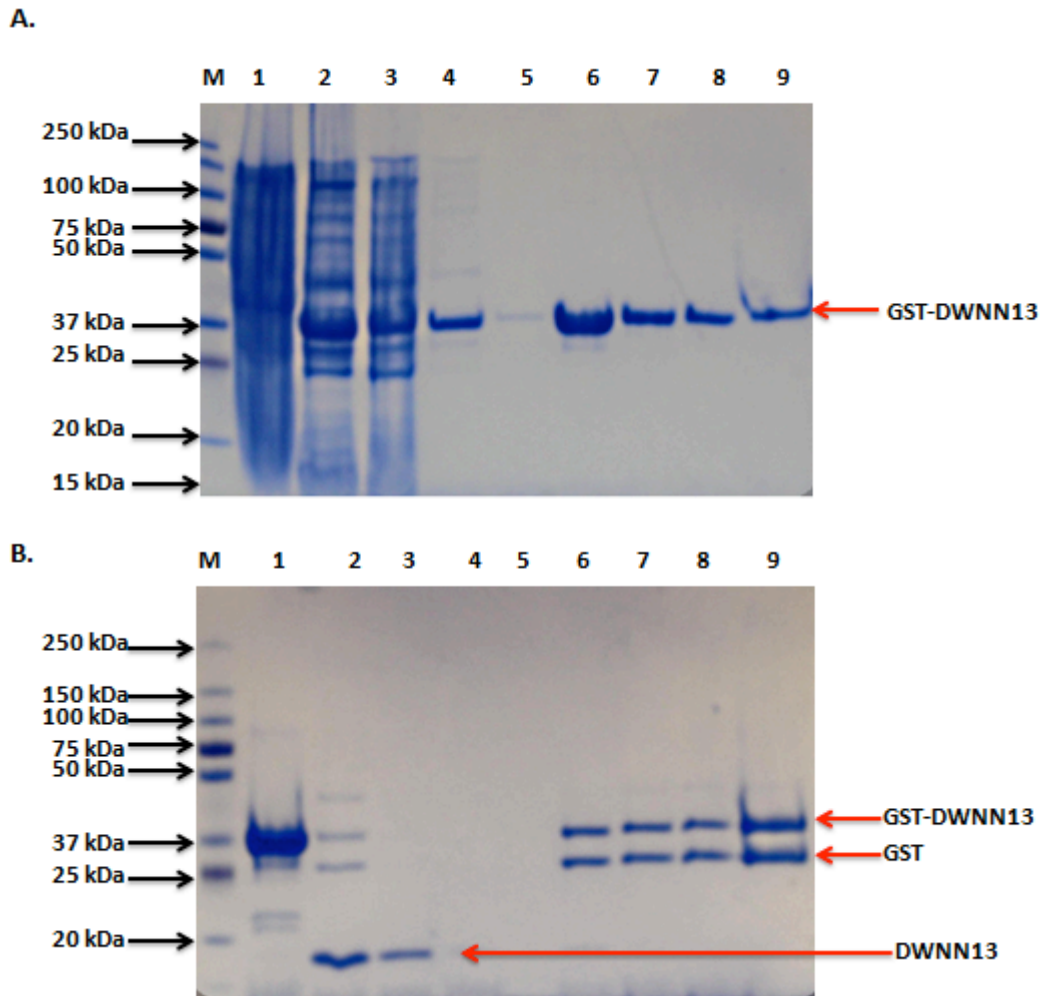 A.
M 1 2 3 4 5 6 7 8 9
250 kDa
100 kDa
75 kDa
50 kDa
37 kDa
25 kDa
20 kDa
15 kDa
GST-DWNN13
B.
M 1 2 3 4 5 6 7 8 9
250 kDa
150 kDa
100 kDa
75 kDa
50 kDa
37 kDa
25 kDa
20 kDa
GST-DWNN13
GST
DWNN13